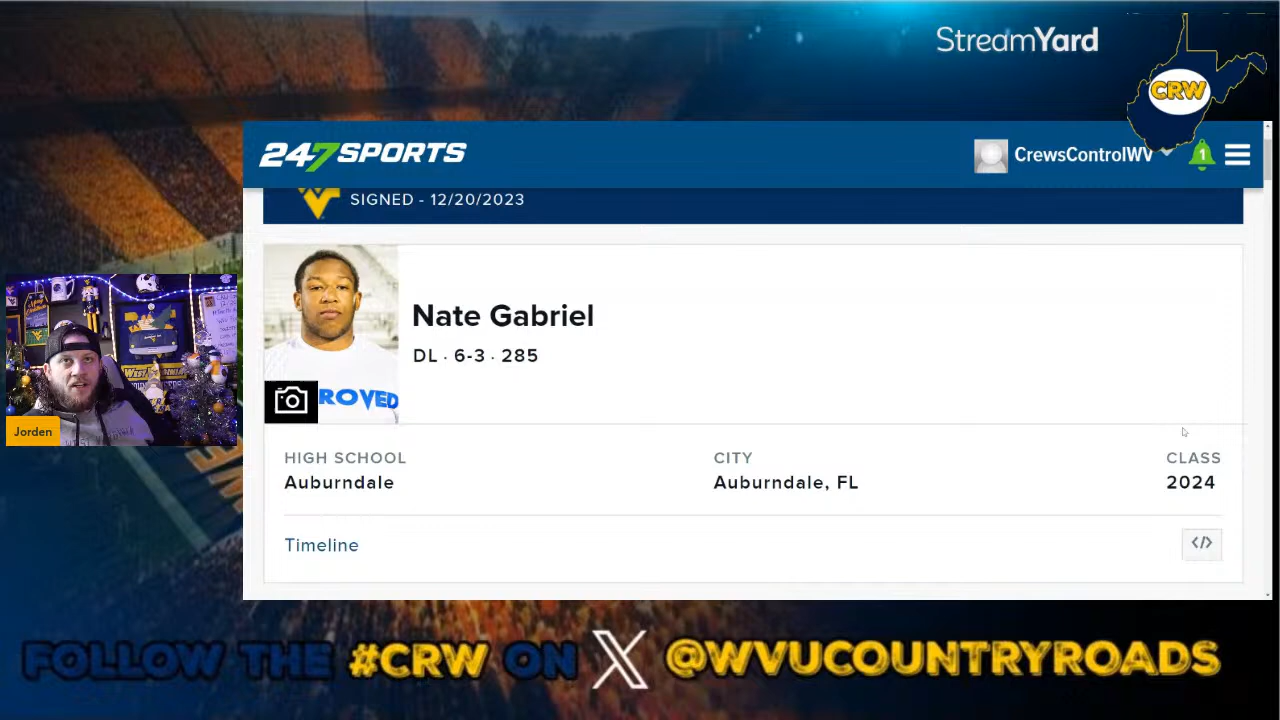 StreamYard
CRW
247SPORTS
CrewsControlWV
1
SIGNED - 12/20/2023
Nate Gabriel
DL · 6-3 · 285
ROVED
HIGH SCHOOL
Auburndale
CITY
Auburndale, FL
CLASS
2024
Timeline
</>
Jorden
FOLLOW THE #CRW ON X @WVUCOUNTRYROADS